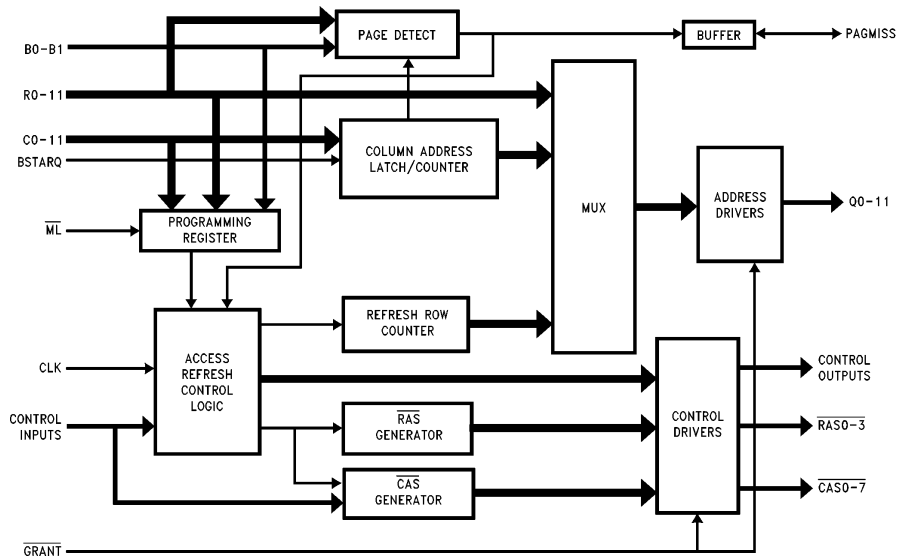 PAGE DETECT
BUFFER
PAGMISS
B0-B1
R0-11
C0-11
BSTARQ
COLUMN ADDRESS
LATCH/COUNTER
MUX
ADDRESS
DRIVERS
Q0-11
ML
PROGRAMMING
REGISTER
REFRESH ROW
COUNTER
CLK
ACCESS
REFRESH
CONTROL
LOGIC
CONTROL
OUTPUTS
CONTROL
INPUTS
RAS
GENERATOR
CONTROL
DRIVERS
RAS0-3
CAS
GENERATOR
CAS0-7
GRANT